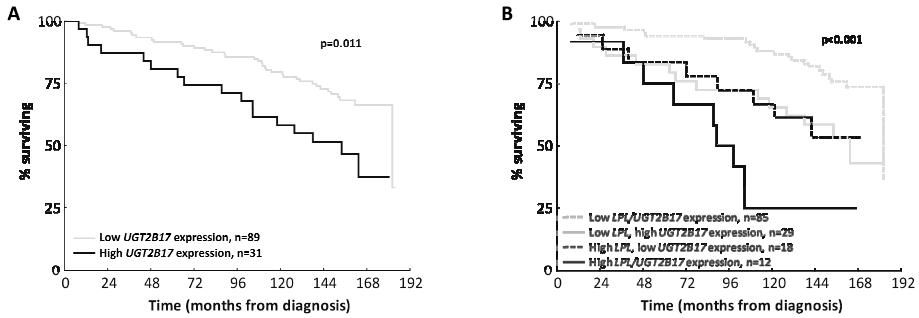 A
100
75
50
25
0
% surviving
p=0.011
Low UGT2B17 expression, n=89
High UGT2B17 expression, n=31
0 24 48 72 96 120 144 168 192
Time (months from diagnosis)
B
100
75
50
25
0
% surviving
p<0.001
Low LPL/UGT2B17 expression, n=85
Low LPL, high UGT2B17 expression, n=29
High LPL, low UGT2B17 expression, n=18
High LPL/UGT2B17 expression, n=12
0 24 48 72 96 120 144 168 192
Time (months from diagnosis)